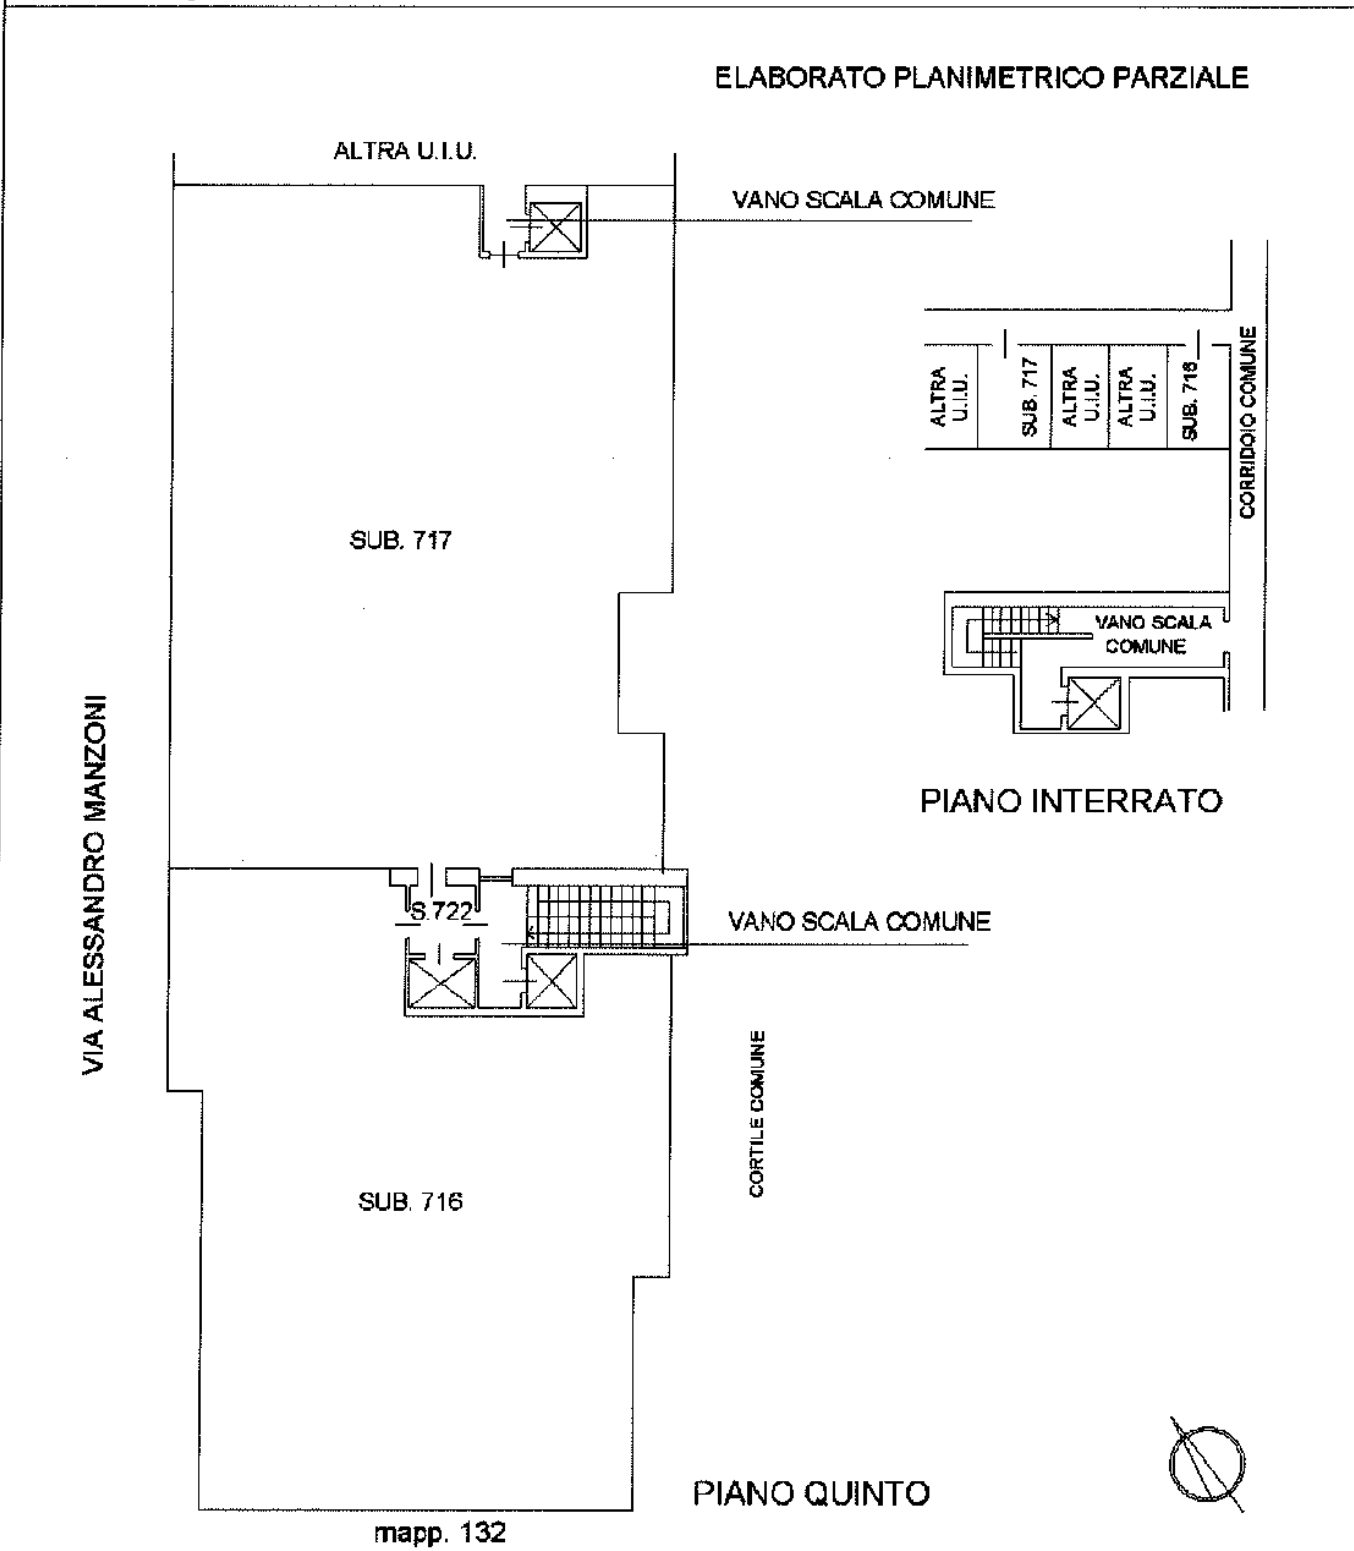 ELABORATO PLANIMETRICO PARZIALE
ALTRA U.I.U.
VANO SCALA COMUNE
ALTRA
U.I.U.
SUB. 717
ALTRA
U.I.U.
ALTRA
U.I.U.
SUB. 716
CORRIDOIO COMUNE
SUB. 717
VANO SCALA
COMUNE
PIANO INTERRATO
VIA ALESSANDRO MANZONI
S.722
VANO SCALA COMUNE
CORTILE COMUNE
SUB. 716
PIANO QUINTO
mapp. 132